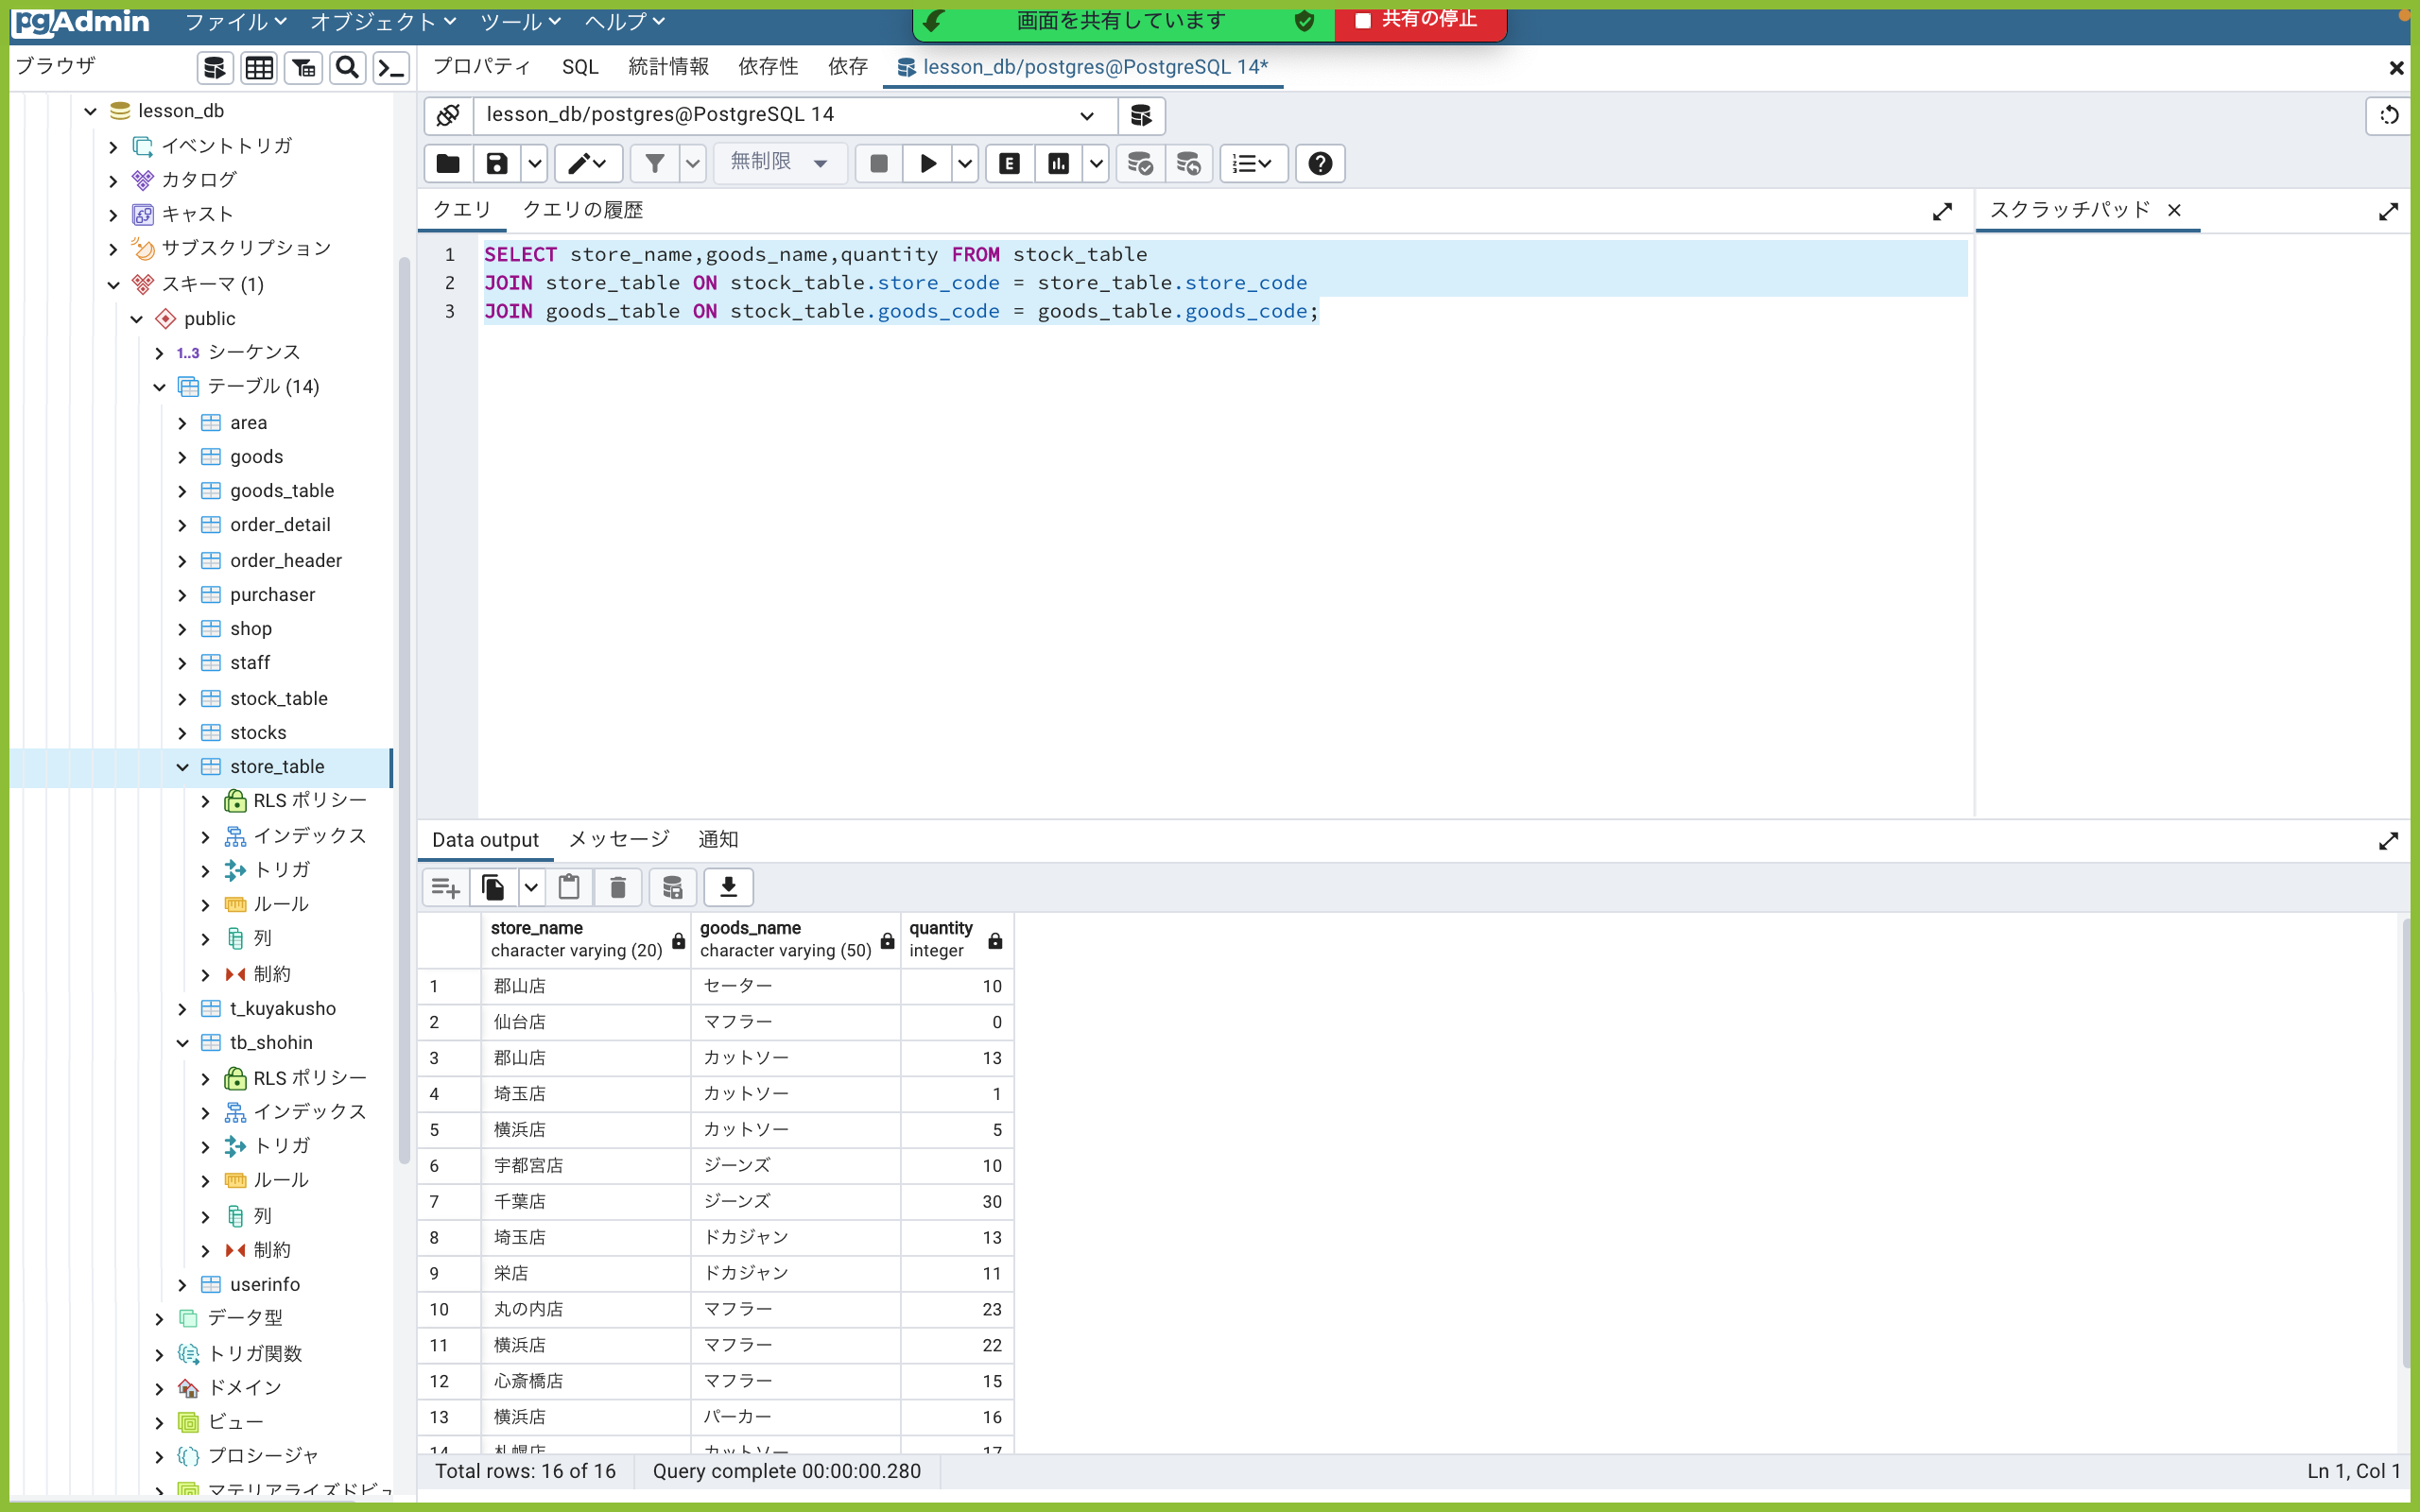 pgAdmin ファイル オブジェクト ツール ヘルプ
画面を共有しています 共有の停止
ブラウザ
プロパティ SQL 統計情報 依存性 依存 lesson_db/postgres@PostgreSQL 14*
lesson_db
イベントトリガ
カタログ
キャスト
サブスクリプション
スキーマ (1)
public
1..3 シーケンス
テーブル (14)
area
goods
goods_table
order_detail
order_header
purchaser
shop
staff
stock_table
stocks
store_table
RLS ポリシー
インデックス
トリガ
ルール
列
制約
t_kuyakusho
tb_shohin
RLS ポリシー
インデックス
トリガ
ルール
列
制約
userinfo
データ型
トリガ関数
ドメイン
ビュー
プロシージャ
マテリアライズドビュ
lesson_db/postgres@PostgreSQL 14
無制限
E
クエリ クエリの履歴
スクラッチパッド
1 SELECT store_name,goods_name,quantity FROM stock_table
2 JOIN store_table ON stock_table.store_code = store_table.store_code
3 JOIN goods_table ON stock_table.goods_code = goods_table.goods_code;
Data output メッセージ 通知
store_name goods_name quantity
character varying (20) character varying (50) integer
1 郡山店 セーター 10
2 仙台店 マフラー 0
3 郡山店 カットソー 13
4 埼玉店 カットソー 1
5 横浜店 カットソー 5
6 宇都宮店 ジーンズ 10
7 千葉店 ジーンズ 30
8 埼玉店 ドカジャン 13
9 栄店 ドカジャン 11
10 丸の内店 マフラー 23
11 横浜店 マフラー 22
12 心斎橋店 マフラー 15
13 横浜店 パーカー 16
14 札幌店 カットソー 17
Total rows: 16 of 16 Query complete 00:00:00.280
Ln 1, Col 1